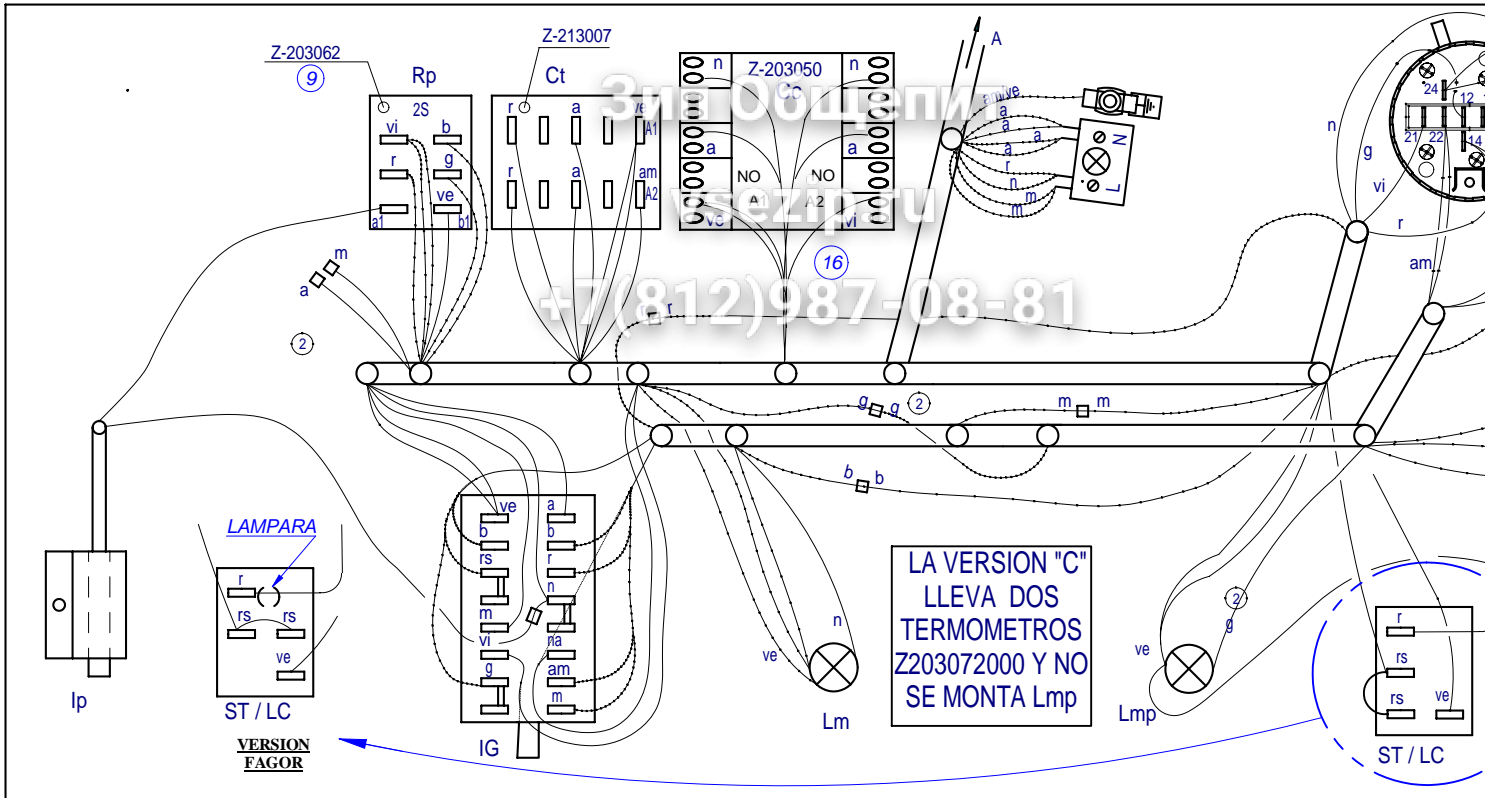 Z-203062
9
Rp
2S
vi b
r g
ve
a1 b1
Z-213007
Ct
r a ve
A1
r a am
A2
n Z-203050 n
Cc
a a
NO NO
A1 A2
ve vi
16
A
am/ve
a
a
a
a
r
n
m
m
N
L
n
g
vi
r
am
24
12
21 22 14
m
a
2
r
g g
2
m m
b b
Зип Общепит
vsezip.ru
+7(812)987-08-81
Ip
LAMPARA
r
rs rs
ve
ST / LC
VERSION
FAGOR
ve a
b b
rs r
n
m
vi na
g am
m
IG
n
ve
Lm
LA VERSION "C"
LLEVA DOS
TERMOMETROS
Z203072000 Y NO
SE MONTA Lmp
2
g
ve
Lmp
r
rs
rs ve
ST / LC